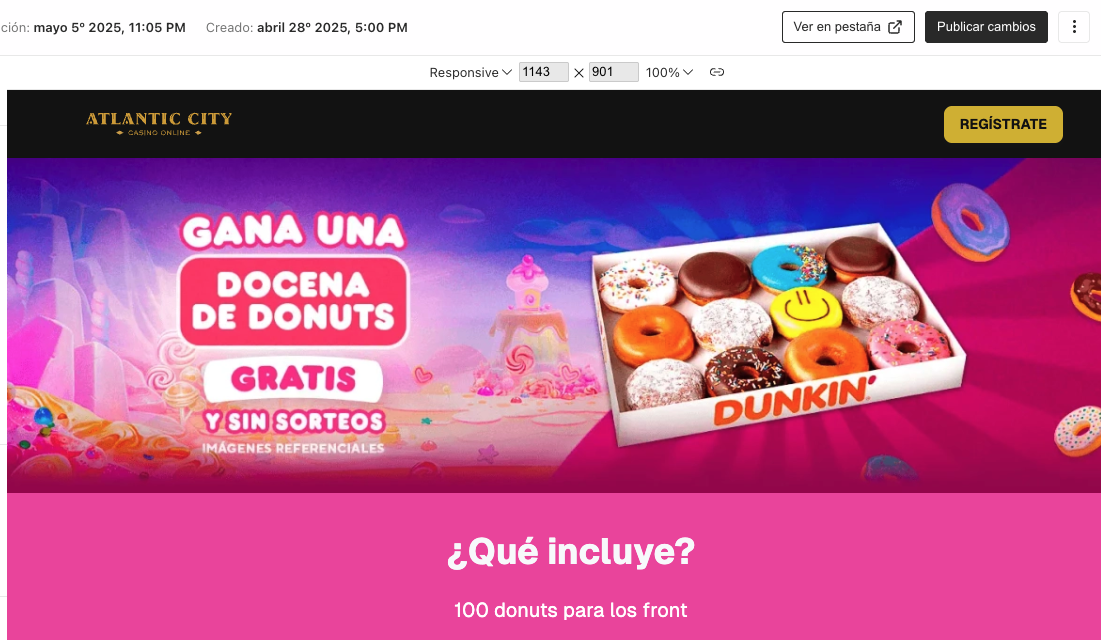 ción: mayo 5º 2025, 11:05 PM Creado: abril 28º 2025, 5:00 PM Ver en pestaña Publicar cambios
Responsive 1143 901 100%
ATLANTIC CITY
CASINO ONLINE
REGÍSTRATE
GANA UNA
DOCENA
DE DONUTS
GRATIS
Y SIN SORTEOS
IMÁGENES REFERENCIALES
DUNKIN'
¿Qué incluye?
100 donuts para los front